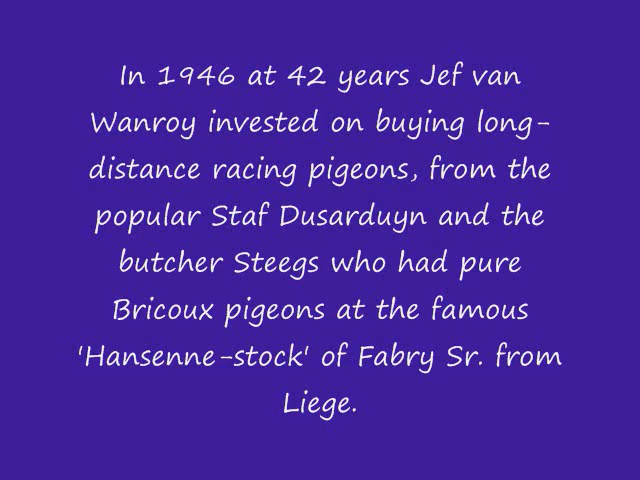 In 1946 at 42 years Jef van
Wanroy invested on buying long-
distance racing pigeons, from the
popular Staf Dusarduyn and the
butcher Steegs who had pure
Bricoux pigeons at the famous
'Hansenne-stock' of Fabry Sr. from
Liege.